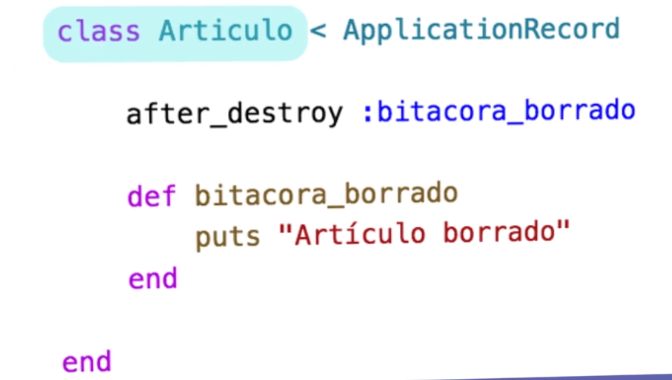 class Articulo < ApplicationRecord
after_destroy :bitacora_borrado
def bitacora_borrado
puts "Artículo borrado"
end
end